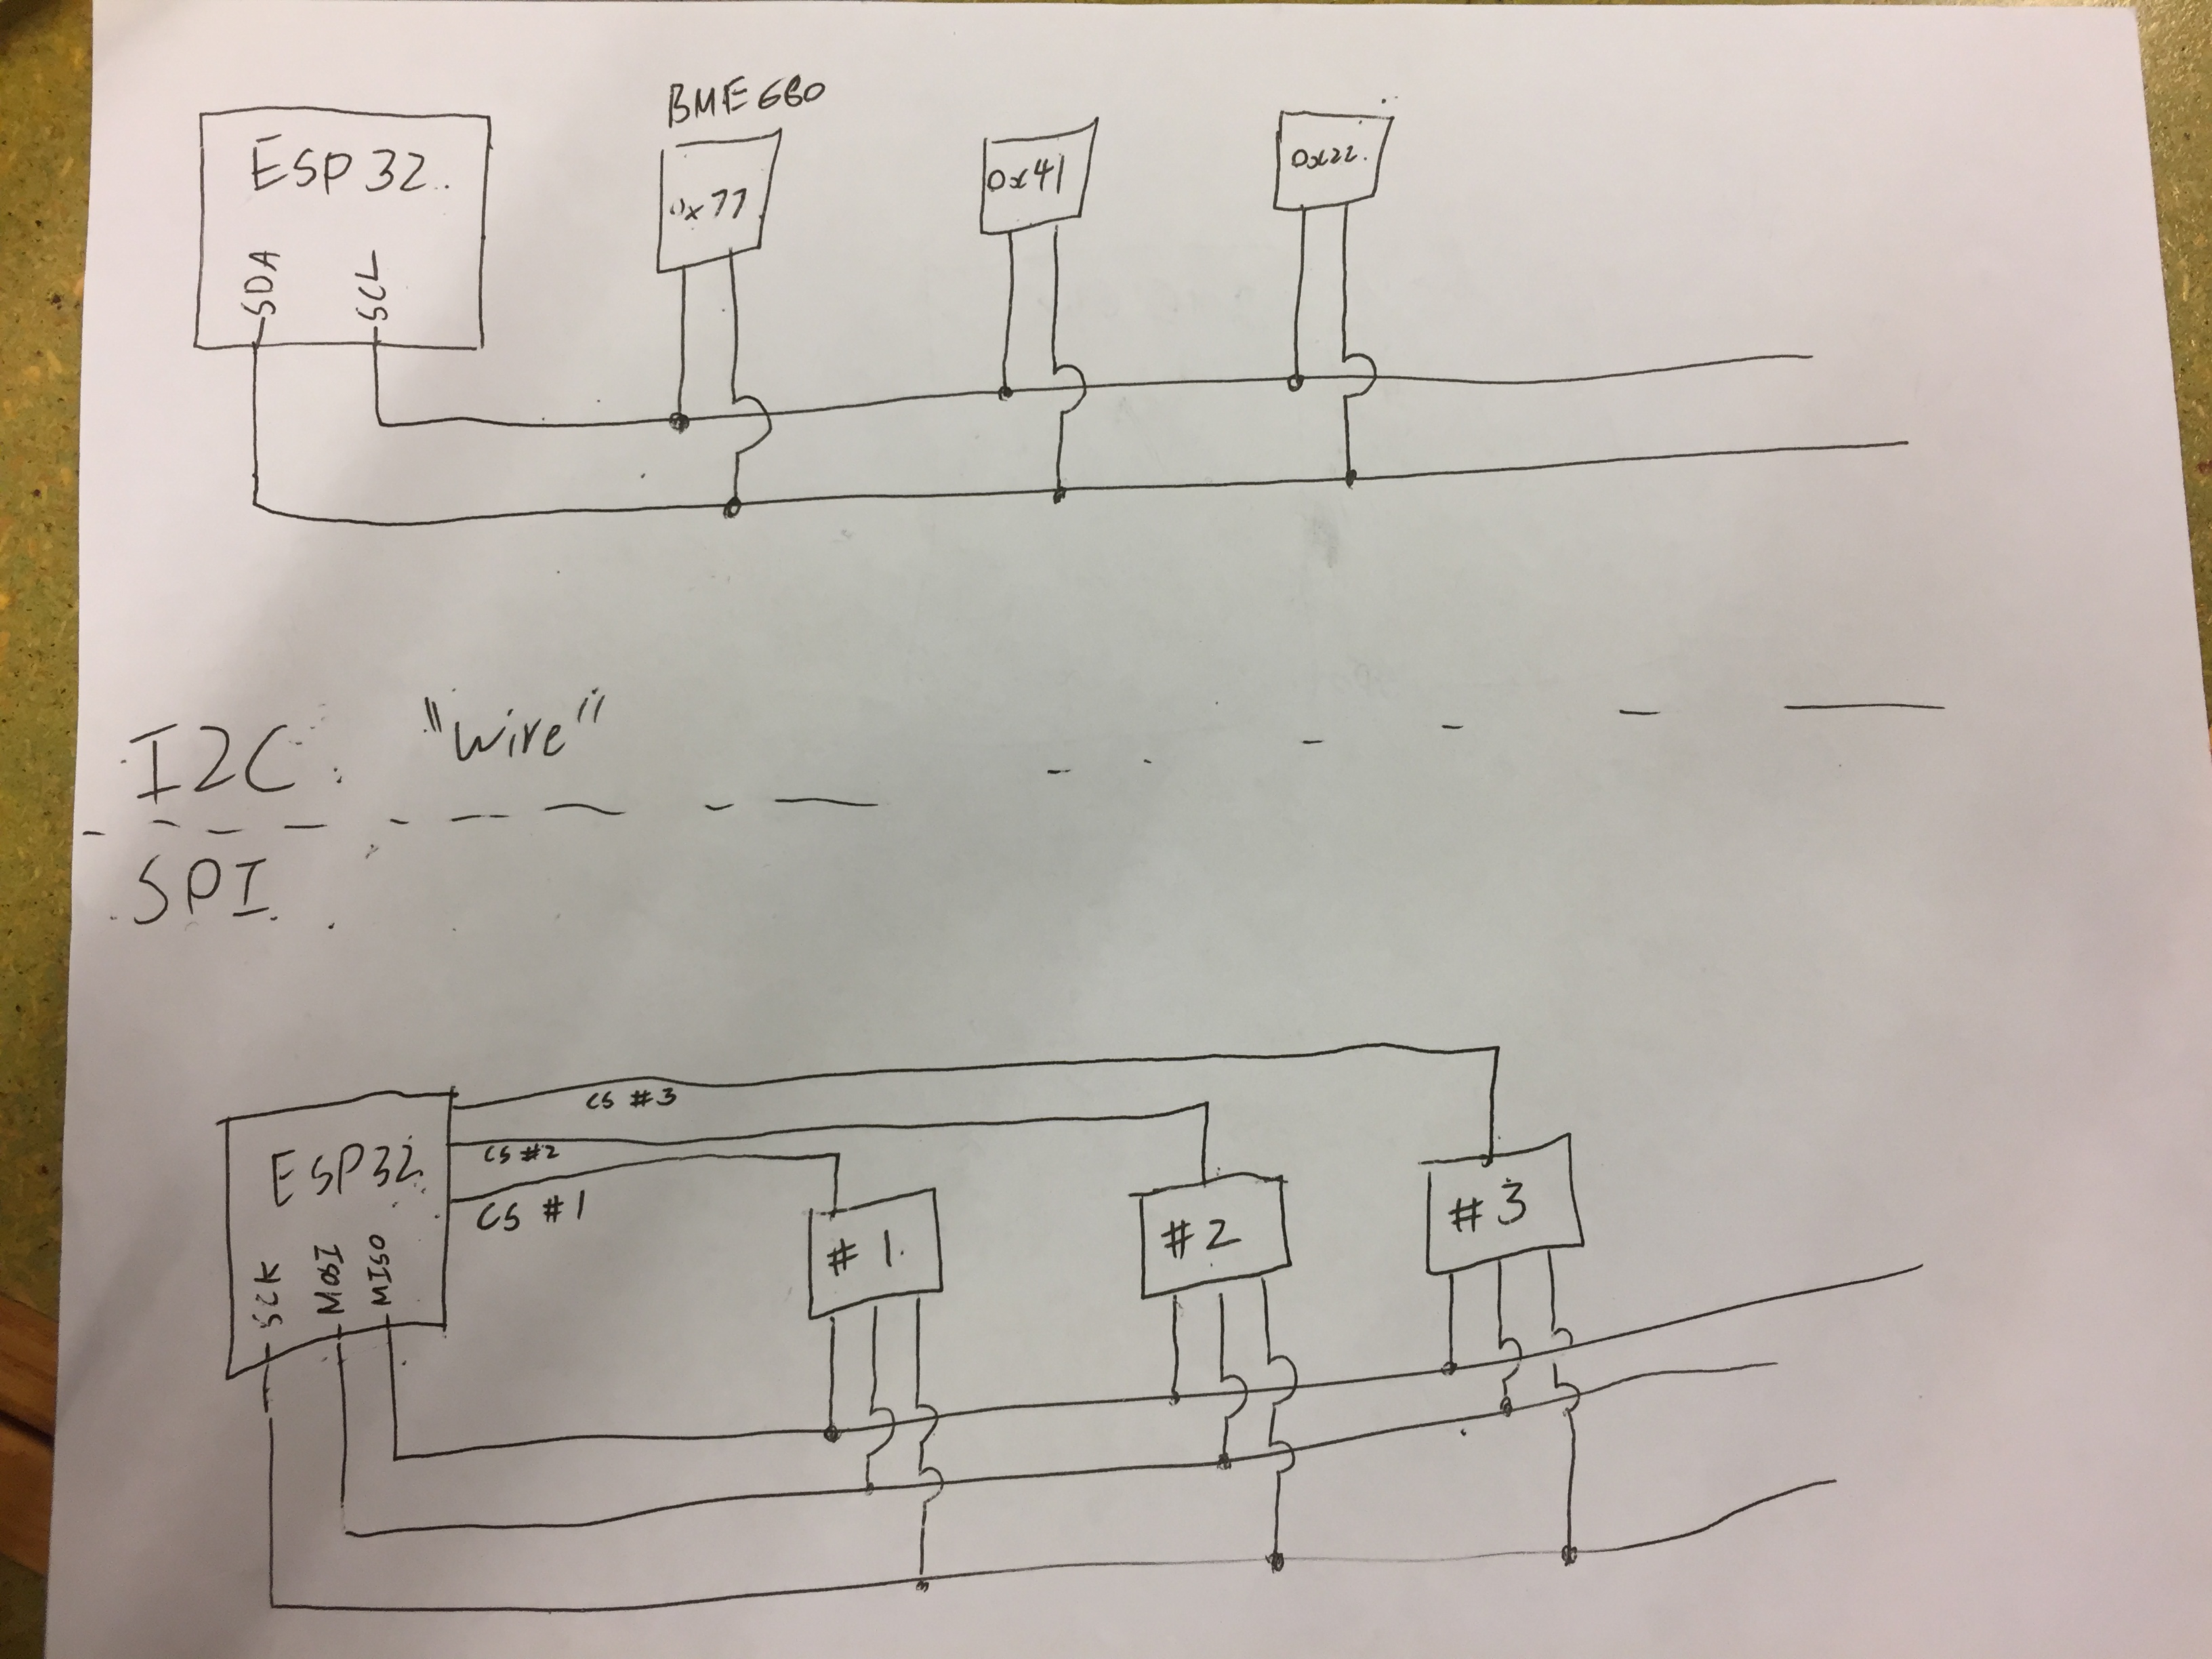 BME680
ESP32
0x77
0x41
0x22
SDA
SCL
I2C "Wire"
SPI
CS #3
CS #2
CS #1
ESP32
SCK
MOSI
MISO
#1
#2
#3